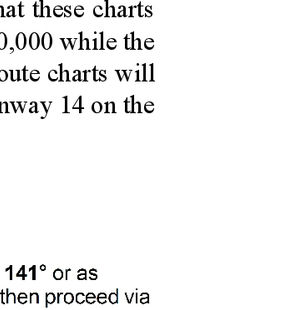 hat these charts
0,000 while the
oute charts will
nway 14 on the
141° or as
then proceed via